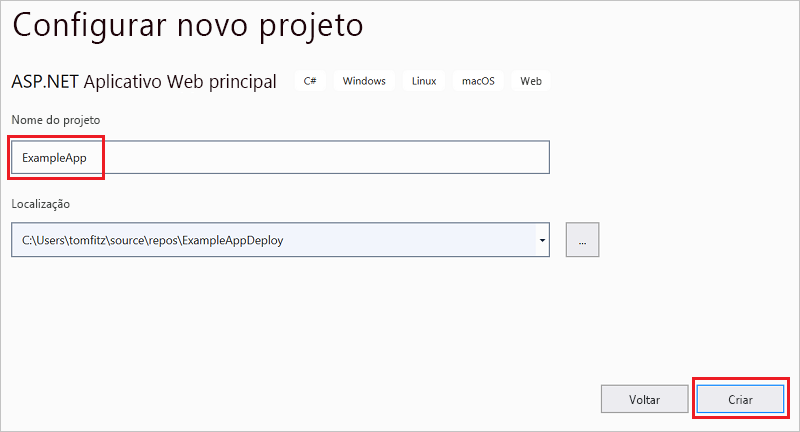 Configurar novo projeto
ASP.NET Aplicativo Web principal C# Windows Linux macOS Web
Nome do projeto
ExampleApp
Localização
C:\Users\tomfitz\source\repos\ExampleAppDeploy ...
Voltar Criar